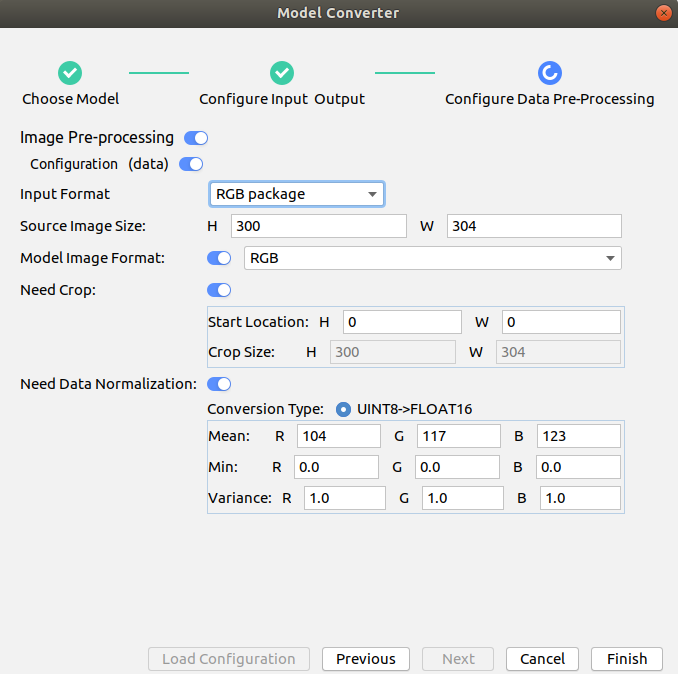 Model Converter
Choose Model Configure Input Output Configure Data Pre-Processing
Image Pre-processing
Configuration (data)
Input Format RGB package
Source Image Size: H 300 W 304
Model Image Format: RGB
Need Crop:
Start Location: H 0 W 0
Crop Size: H 300 W 304
Need Data Normalization:
Conversion Type: UINT8->FLOAT16
Mean: R 104 G 117 B 123
Min: R 0.0 G 0.0 B 0.0
Variance: R 1.0 G 1.0 B 1.0
Load Configuration Previous Next Cancel Finish